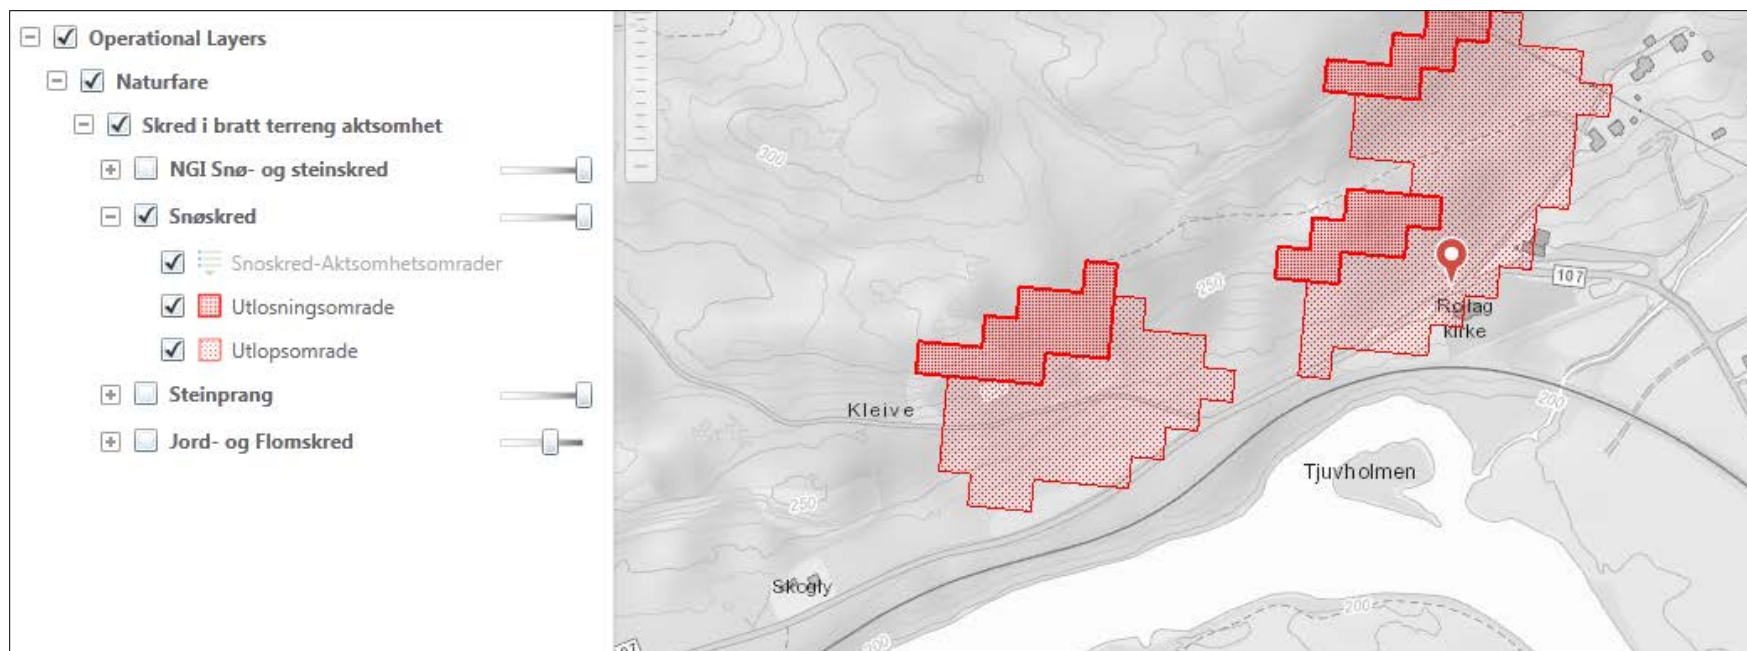 Operational Layers
Naturfare
Skred i bratt terreng aktsomhet
NGI Snø- og steinskred
Snøskred
Snoskred-Aktsomhetsomrader
Utlosningsomrade
Utlopsomrade
Steinprang
Jord- og Flomskred
300
250
107
Rollag
kirke
Kleive
200
Tjuvholmen
250
Skogly
200
200